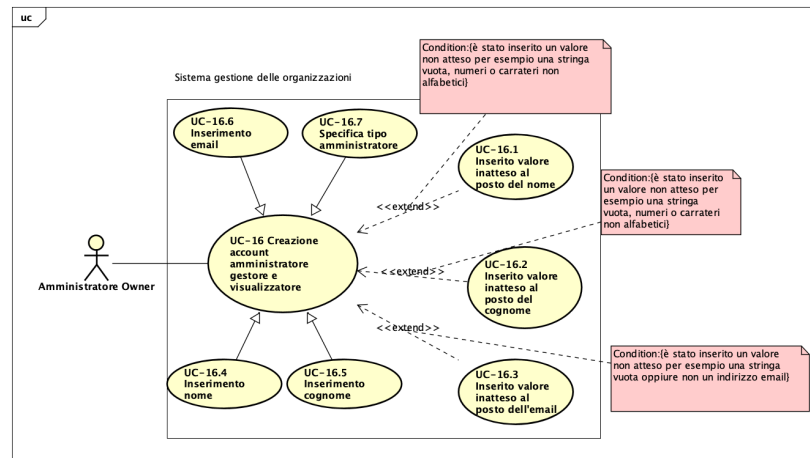 uc
Condition:{è stato inserito un valore
non atteso per esempio una stringa
vuota, numeri o carrateri non
alfabetici}
Sistema gestione delle organizzazioni
UC-16.6
Inserimento
email
UC-16.7
Specifica tipo
amministratore
UC-16.1
Inserito valore
inatteso al
posto del nome
<<extend>>
Condition:{è stato inserito
un valore non atteso per
esempio una stringa
vuota, numeri o carrateri
non alfabetici}
UC-16 Creazione
account
amministratore
gestore e
visualizzatore
Amministratore Owner
<<extend>>
UC-16.2
Inserito valore
inatteso al
posto del
cognome
<<extend>>
Condition:{è stato inserito un valore
non atteso per esempio una stringa
vuota oppiure non un indirizzo email}
UC-16.4
Inserimento
nome
UC-16.5
Inserimento
cognome
UC-16.3
Inserito valore
inatteso al
posto dell'email